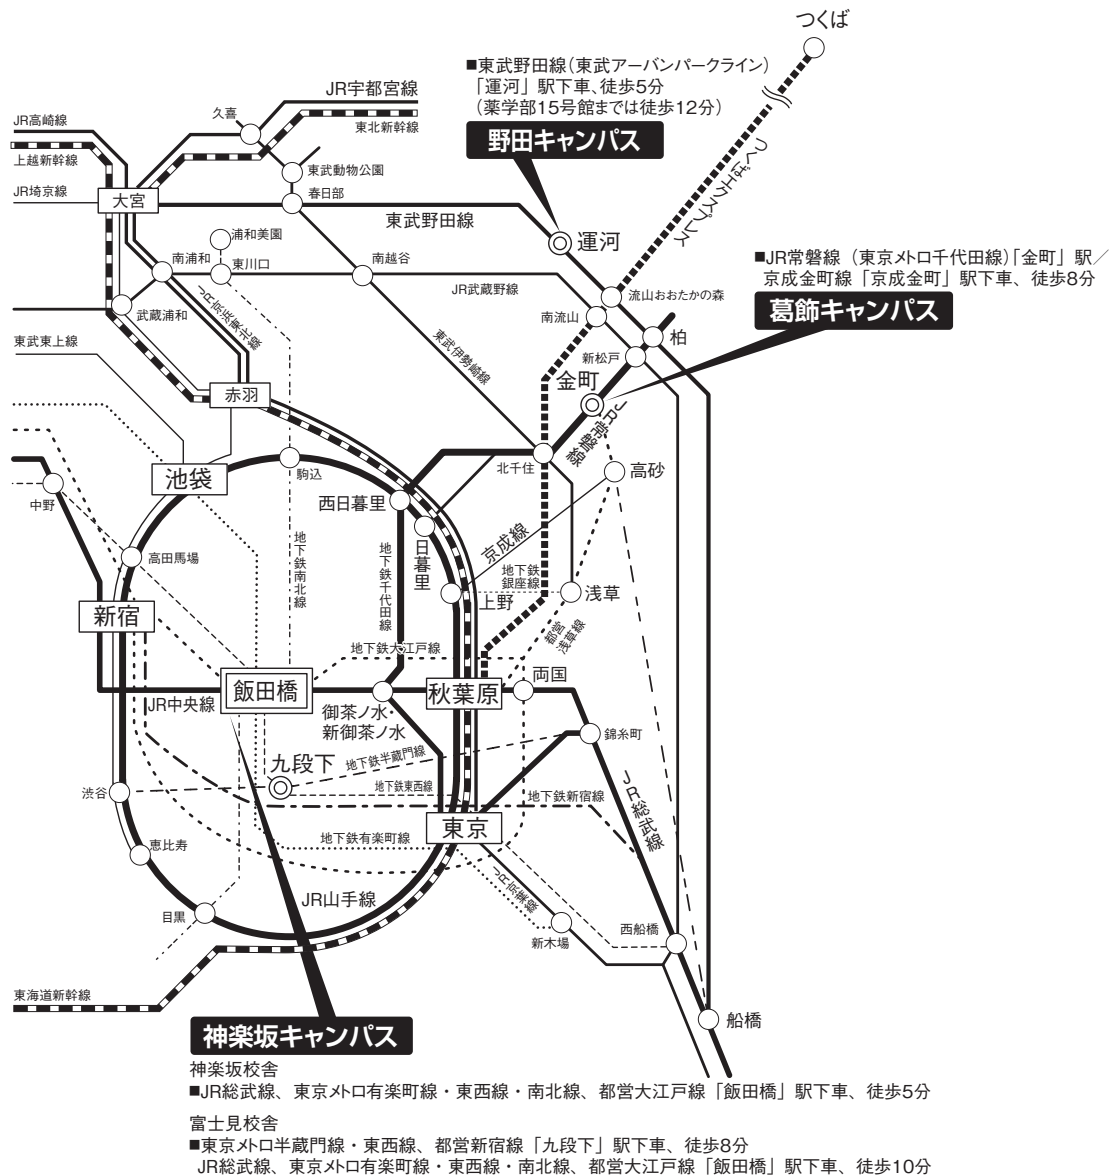 つくば
■東武野田線（東武アーバンパークライン）
「運河」駅下車、徒歩5分
（薬学部15号館までは徒歩12分）
野田キャンパス
JR宇都宮線
久喜
東北新幹線
JR高崎線
上越新幹線
つくばエクスプレス
東武動物公園
JR埼京線
大宮
春日部
東武野田線
運河
浦和美園
■JR常磐線（東京メトロ千代田線）「金町」駅／
京成金町線「京成金町」駅下車、徒歩8分
葛飾キャンパス
南浦和
東川口
南越谷
JR武蔵野線
流山おおたかの森
武蔵浦和
JR京浜東北線
南流山
東武東上線
東武伊勢崎線
柏
新松戸
金町
赤羽
JR常磐線
池袋
駒込
北千住
高砂
中野
西日暮里
日暮里
京成線
高田馬場
地下鉄南北線
地下鉄千代田線
地下鉄
銀座線
浅草
上野
新宿
都営
浅草線
地下鉄大江戸線
飯田橋
秋葉原
両国
JR中央線
御茶ノ水・
新御茶ノ水
錦糸町
九段下
地下鉄半蔵門線
渋谷
地下鉄東西線
地下鉄新宿線
JR総武線
東京
地下鉄有楽町線
恵比寿
JR京葉線
JR山手線
目黒
新木場
西船橋
東海道新幹線
船橋
神楽坂キャンパス
神楽坂校舎
■JR総武線、東京メトロ有楽町線・東西線・南北線、都営大江戸線「飯田橋」駅下車、徒歩5分
富士見校舎
■東京メトロ半蔵門線・東西線、都営新宿線「九段下」駅下車、徒歩8分
JR総武線、東京メトロ有楽町線・東西線・南北線、都営大江戸線「飯田橋」駅下車、徒歩10分